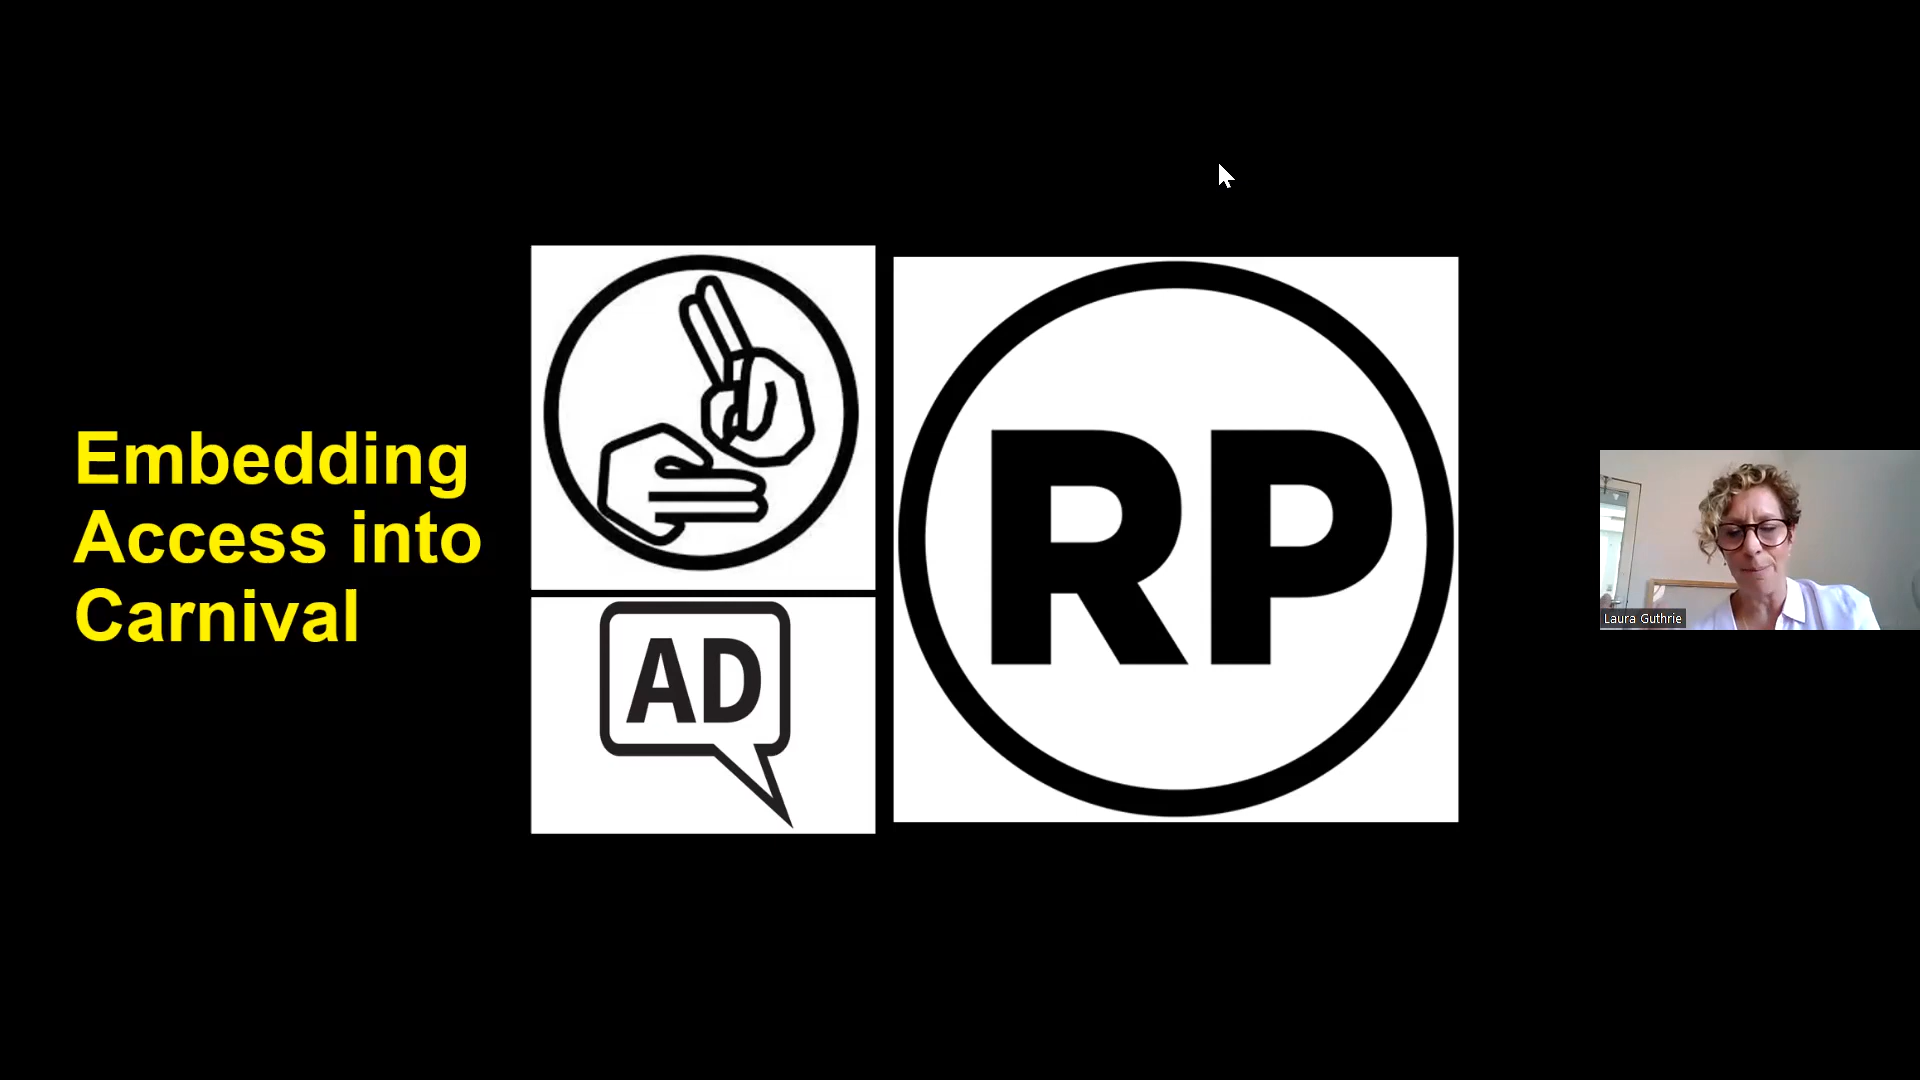 Embedding
Access into
Carnival
AD
RP
Laura Guthrie